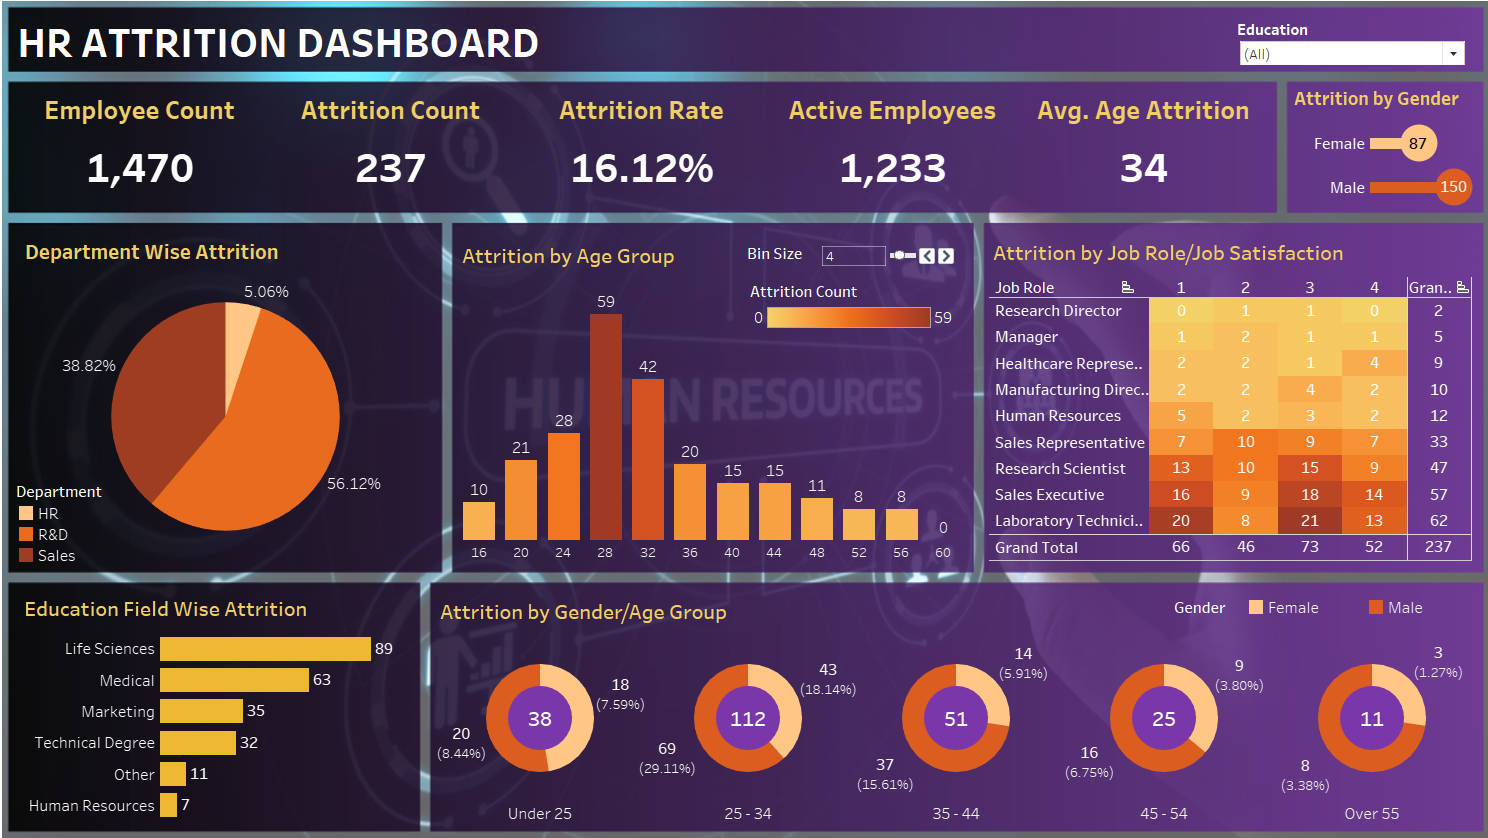 HR ATTRITION DASHBOARD
Education
(All)
Employee Count
1,470
Attrition Count
237
Attrition Rate
16.12%
Active Employees
1,233
Avg. Age Attrition
34
Attrition by Gender
Female 87
Male 150
Department Wise Attrition
5.06%
38.82%
56.12%
Department
HR
R&D
Sales
Attrition by Age Group
Bin Size 4
Attrition Count
0 59
10 21 28 59 42 20 15 15 11 8 8 0
16 20 24 28 32 36 40 44 48 52 56 60
HUMAN RESOURCES
Attrition by Job Role/Job Satisfaction
Job Role 1 2 3 4 Gran..
Research Director 0 1 1 0 2
Manager 1 2 1 1 5
Healthcare Represe.. 2 2 1 4 9
Manufacturing Direc.. 2 2 4 2 10
Human Resources 5 2 3 2 12
Sales Representative 7 10 9 7 33
Research Scientist 13 10 15 9 47
Sales Executive 16 9 18 14 57
Laboratory Technici.. 20 8 21 13 62
Grand Total 66 46 73 52 237
Education Field Wise Attrition
Life Sciences 89
Medical 63
Marketing 35
Technical Degree 32
Other 11
Human Resources 7
Attrition by Gender/Age Group
Gender Female Male
38
18
(7.59%)
20
(8.44%)
Under 25
112
43
(18.14%)
69
(29.11%)
25 - 34
51
14
(5.91%)
37
(15.61%)
35 - 44
25
9
(3.80%)
16
(6.75%)
45 - 54
11
3
(1.27%)
8
(3.38%)
Over 55